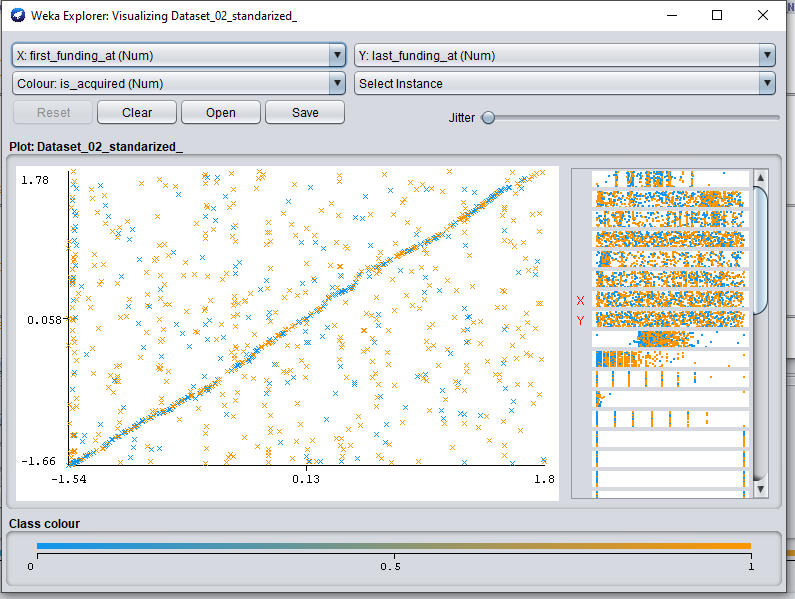 Weka Explorer: Visualizing Dataset_02_standarized_
X: first_funding_at (Num)
Y: last_funding_at (Num)
Colour: is_acquired (Num)
Select Instance
Reset
Clear
Open
Save
Jitter
Plot: Dataset_02_standarized_
1.78
0.058
-1.66
-1.54
0.13
1.8
X
Y
Class colour
0
0.5
1